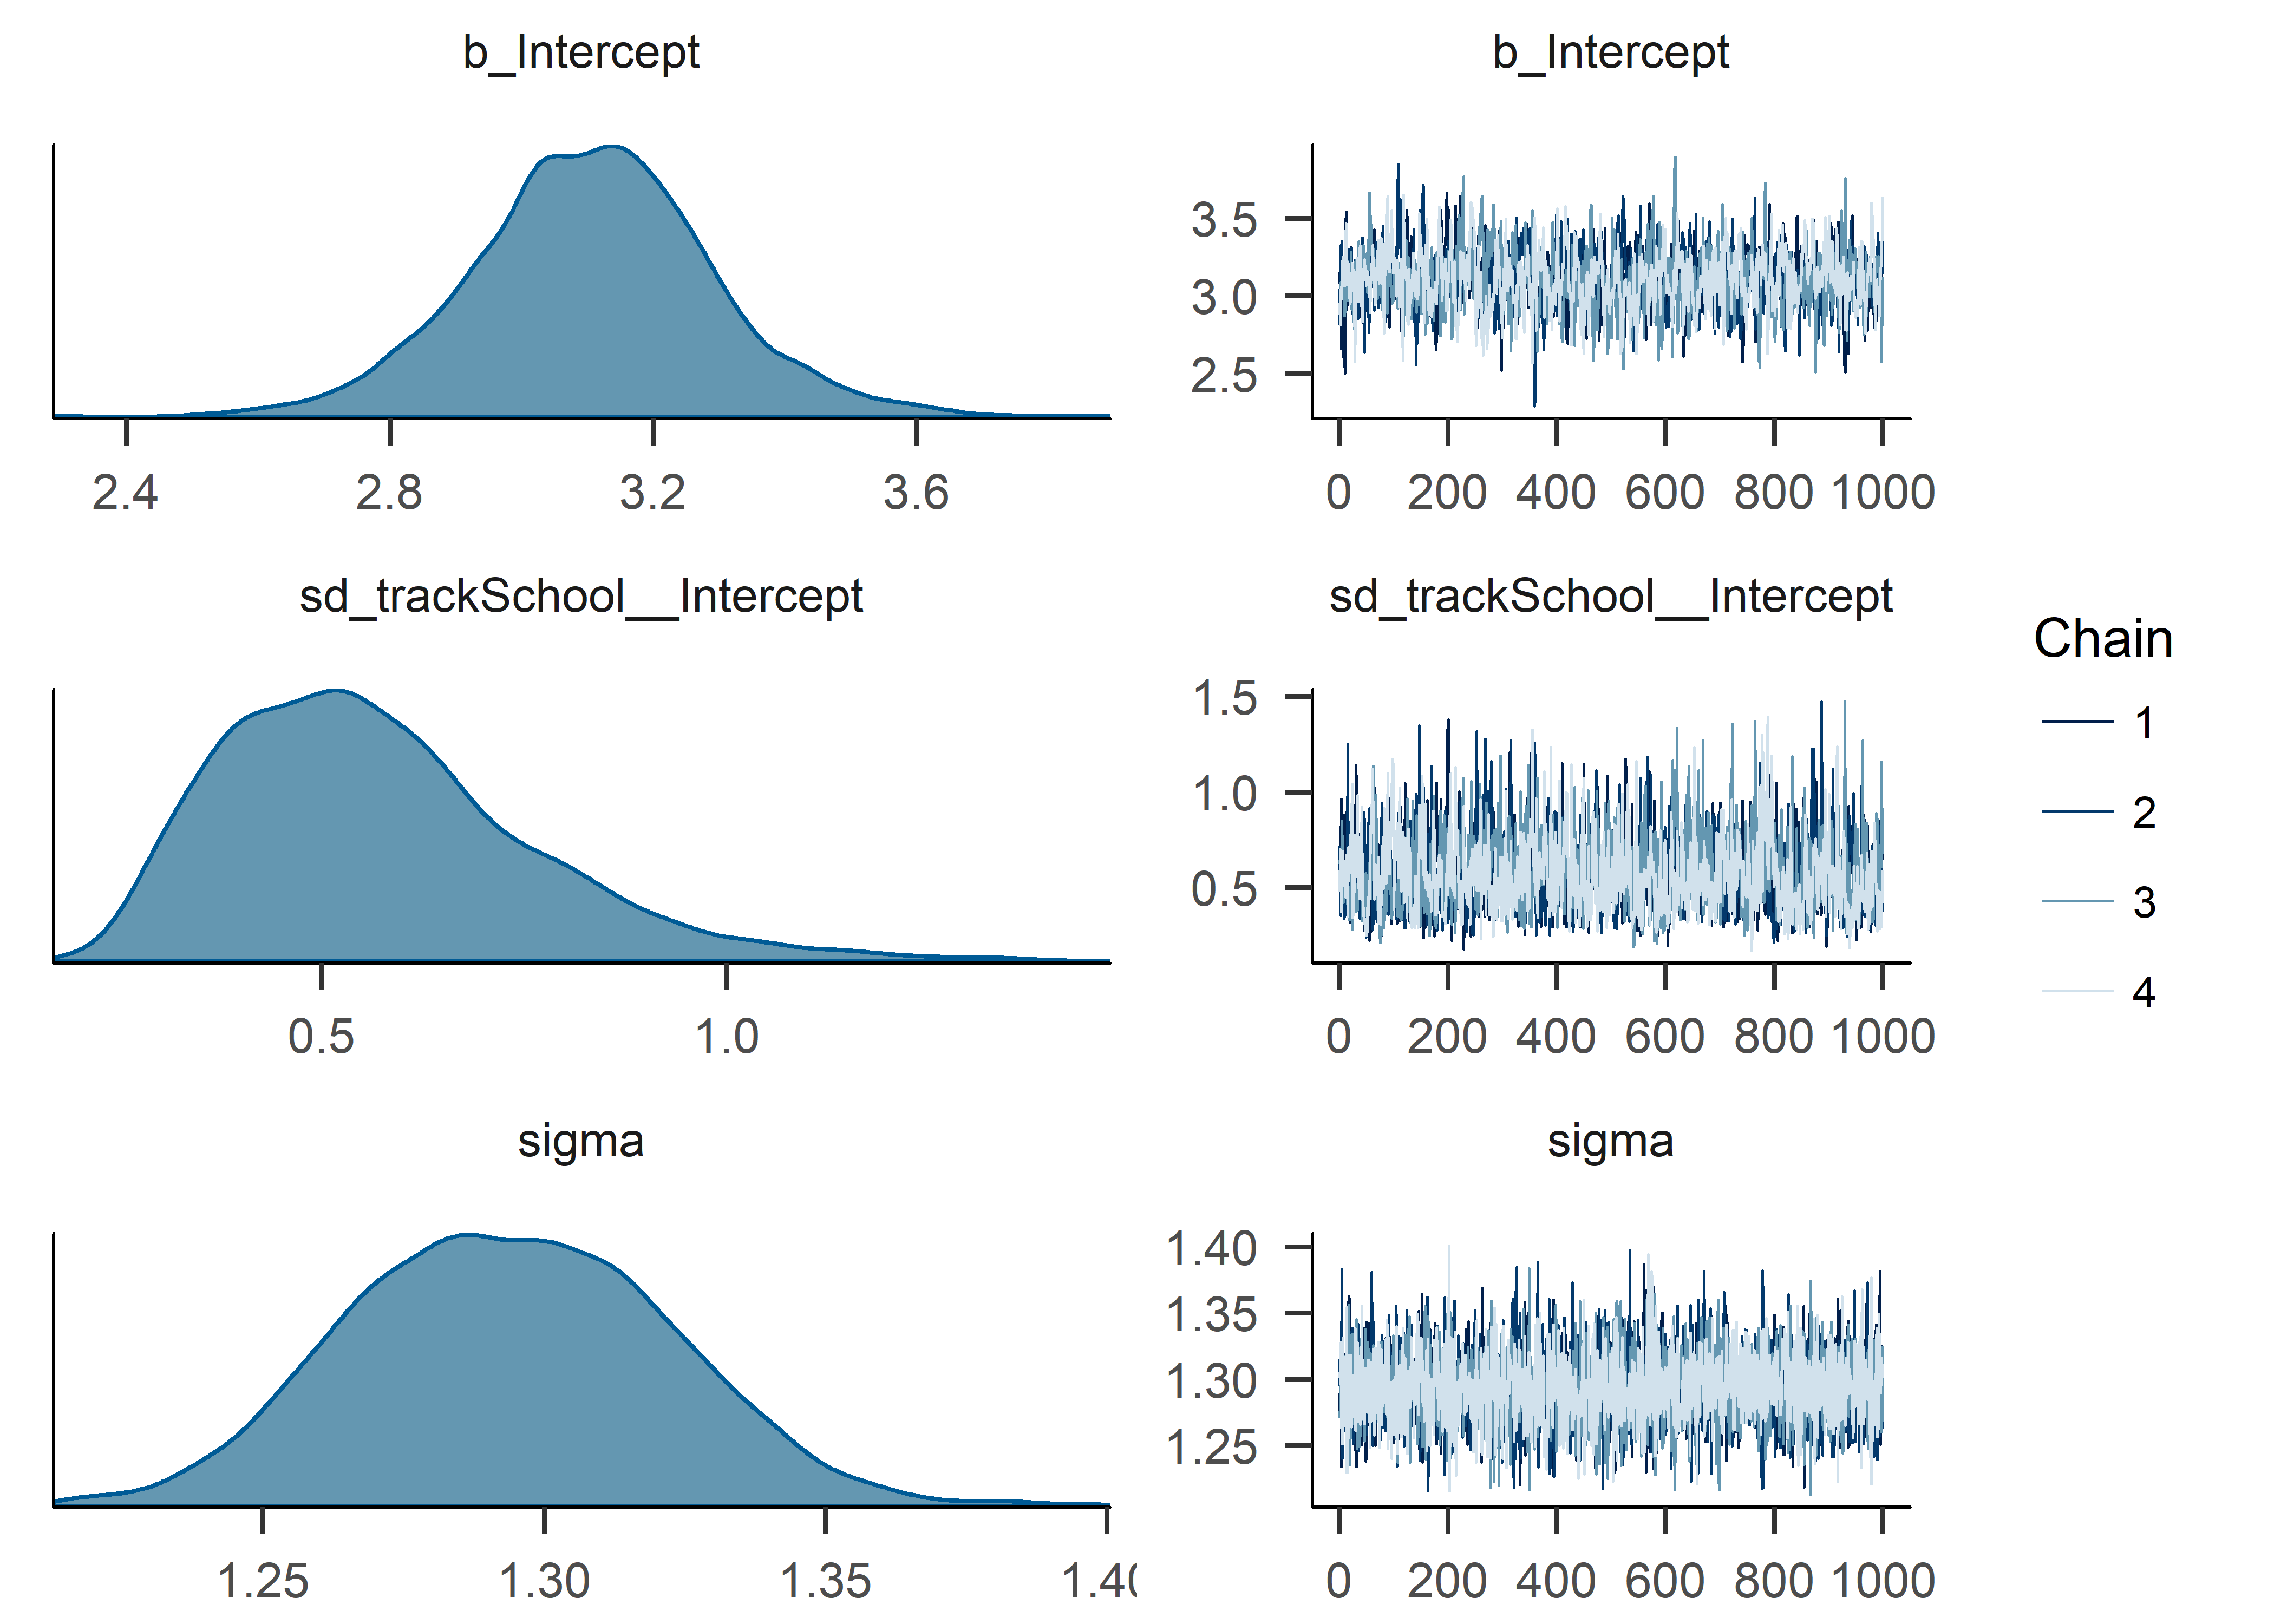 b_Intercept
b_Intercept
3.5
3.0
2.5
2.4 2.8 3.2 3.6
0 200 400 600 800 1000
sd_trackSchool__Intercept
sd_trackSchool__Intercept
1.5
1.0
0.5
0.5 1.0
0 200 400 600 800 1000
Chain
1
2
3
4
sigma
sigma
1.40
1.35
1.30
1.25
1.25 1.30 1.35 1.40
0 200 400 600 800 1000